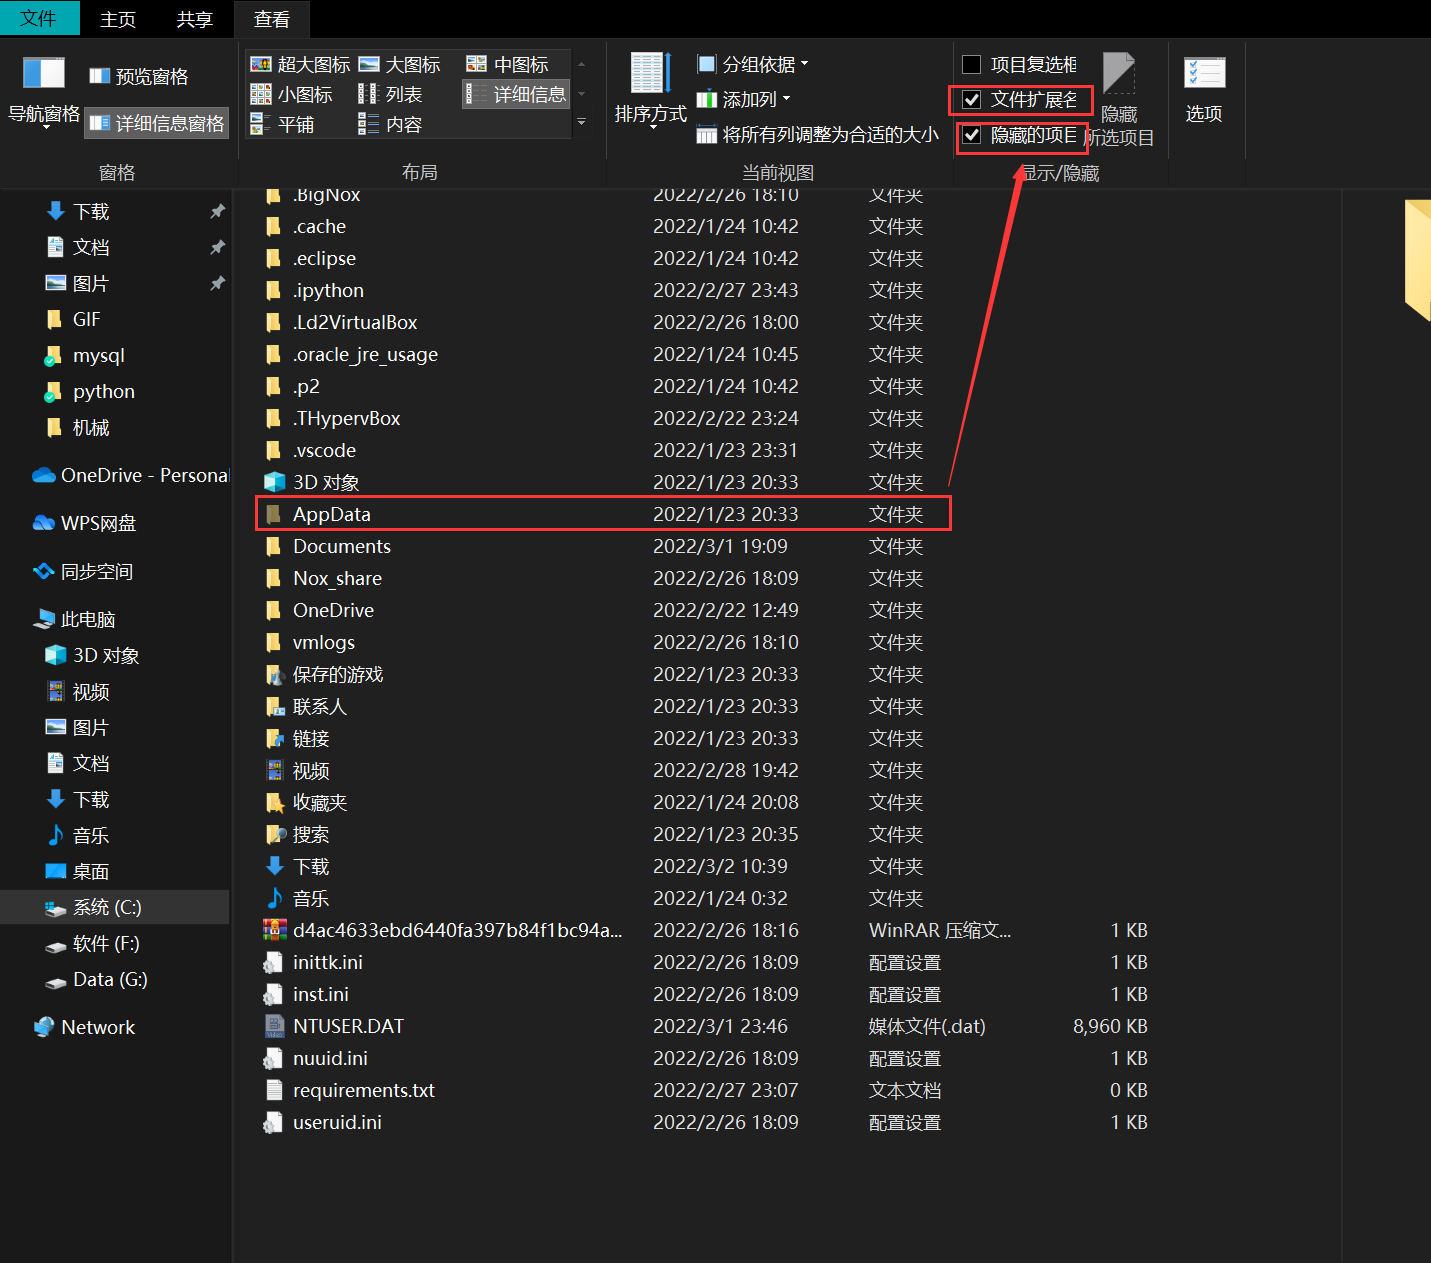 文件 主页 共享 查看
导航窗格
预览窗格
详细信息窗格
窗格
超大图标 大图标 中图标
小图标 列表 详细信息
平铺 内容
布局
排序方式
分组依据
添加列
将所有列调整为合适的大小
当前视图
项目复选框
文件扩展名
隐藏的项目
隐藏
所选项目
显示/隐藏
选项
下载
文档
图片
GIF
mysql
python
机械
OneDrive - Personal
WPS网盘
同步空间
此电脑
3D 对象
视频
图片
文档
下载
音乐
桌面
系统 (C:)
软件 (F:)
Data (G:)
Network
.BigNox 2022/2/26 18:10 文件夹
.cache 2022/1/24 10:42 文件夹
.eclipse 2022/1/24 10:42 文件夹
.ipython 2022/2/27 23:43 文件夹
.Ld2VirtualBox 2022/2/26 18:00 文件夹
.oracle_jre_usage 2022/1/24 10:45 文件夹
.p2 2022/1/24 10:42 文件夹
.THypervBox 2022/2/22 23:24 文件夹
.vscode 2022/1/23 23:31 文件夹
3D 对象 2022/1/23 20:33 文件夹
AppData 2022/1/23 20:33 文件夹
Documents 2022/3/1 19:09 文件夹
Nox_share 2022/2/26 18:09 文件夹
OneDrive 2022/2/22 12:49 文件夹
vmlogs 2022/2/26 18:10 文件夹
保存的游戏 2022/1/23 20:33 文件夹
联系人 2022/1/23 20:33 文件夹
链接 2022/1/23 20:33 文件夹
视频 2022/2/28 19:42 文件夹
收藏夹 2022/1/24 20:08 文件夹
搜索 2022/1/23 20:35 文件夹
下载 2022/3/2 10:39 文件夹
音乐 2022/1/24 0:32 文件夹
d4ac4633ebd6440fa397b84f1bc94a... 2022/2/26 18:16 WinRAR 压缩文... 1 KB
inittk.ini 2022/2/26 18:09 配置设置 1 KB
inst.ini 2022/2/26 18:09 配置设置 1 KB
NTUSER.DAT 2022/3/1 23:46 媒体文件(.dat) 8,960 KB
nuuid.ini 2022/2/26 18:09 配置设置 1 KB
requirements.txt 2022/2/27 23:07 文本文档 0 KB
useruid.ini 2022/2/26 18:09 配置设置 1 KB